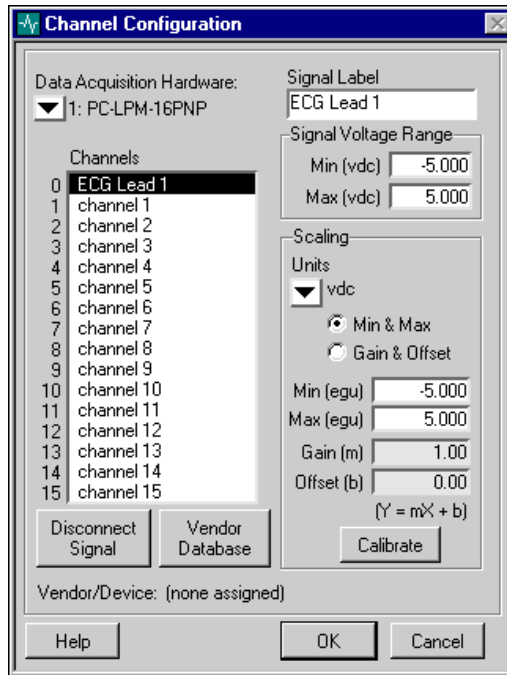 Channel Configuration
Data Acquisition Hardware:
1: PC-LPM-16PNP
Channels
0 ECG Lead 1
1 channel 1
2 channel 2
3 channel 3
4 channel 4
5 channel 5
6 channel 6
7 channel 7
8 channel 8
9 channel 9
10 channel 10
11 channel 11
12 channel 12
13 channel 13
14 channel 14
15 channel 15
Disconnect Signal
Vendor Database
Vendor/Device: (none assigned)
Signal Label
ECG Lead 1
Signal Voltage Range
Min (vdc) -5.000
Max (vdc) 5.000
Scaling
Units
vdc
Min & Max
Gain & Offset
Min (egu) -5.000
Max (egu) 5.000
Gain (m) 1.00
Offset (b) 0.00
(Y = mX + b)
Calibrate
Help
OK
Cancel